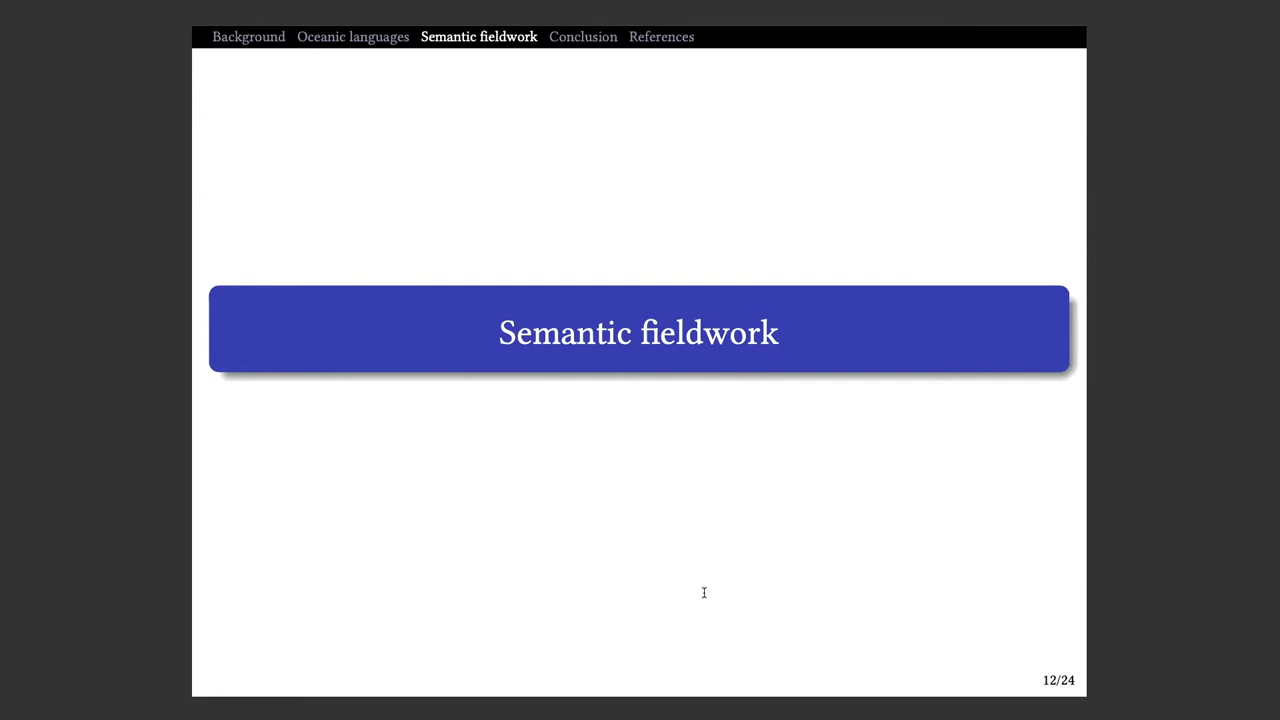 Background Oceanic languages Semantic fieldwork Conclusion References
Semantic fieldwork
12/24